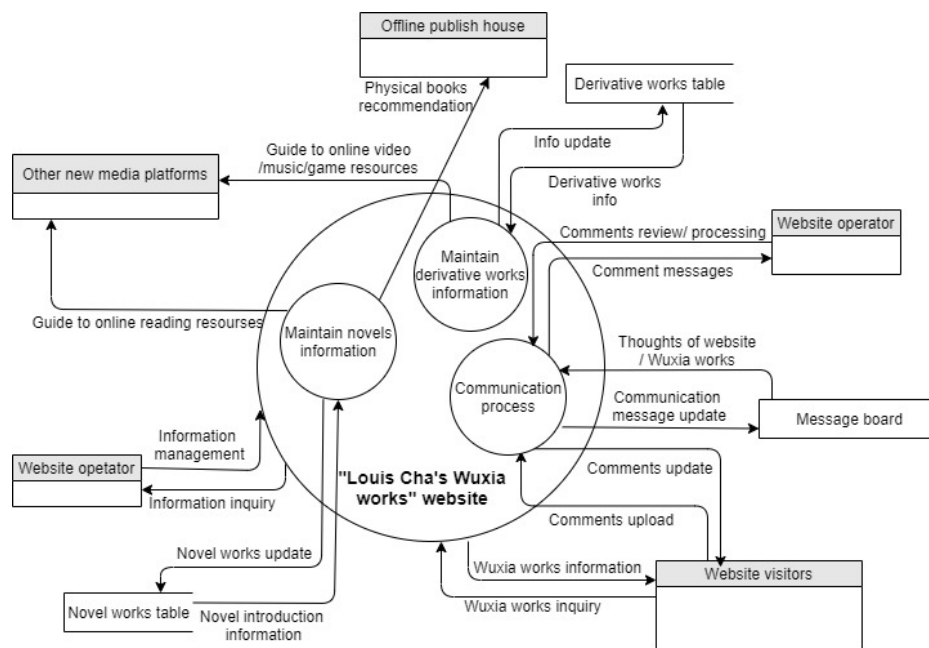 Offline publish house
Physical books
recommendation
Derivative works table
Info update
Derivative works
info
Guide to online video
/music/game resources
Other new media platforms
Website operator
Comments review/ processing
Comment messages
Maintain
derivative works
information
Guide to online reading resourses
Maintain novels
information
Thoughts of website
/ Wuxia works
Communication
process
Communication
message update
Message board
Information
management
Website opetator
Information inquiry
"Louis Cha's Wuxia
works" website
Comments update
Comments upload
Novel works update
Wuxia works information
Website visitors
Novel works table
Novel introduction
information
Wuxia works inquiry